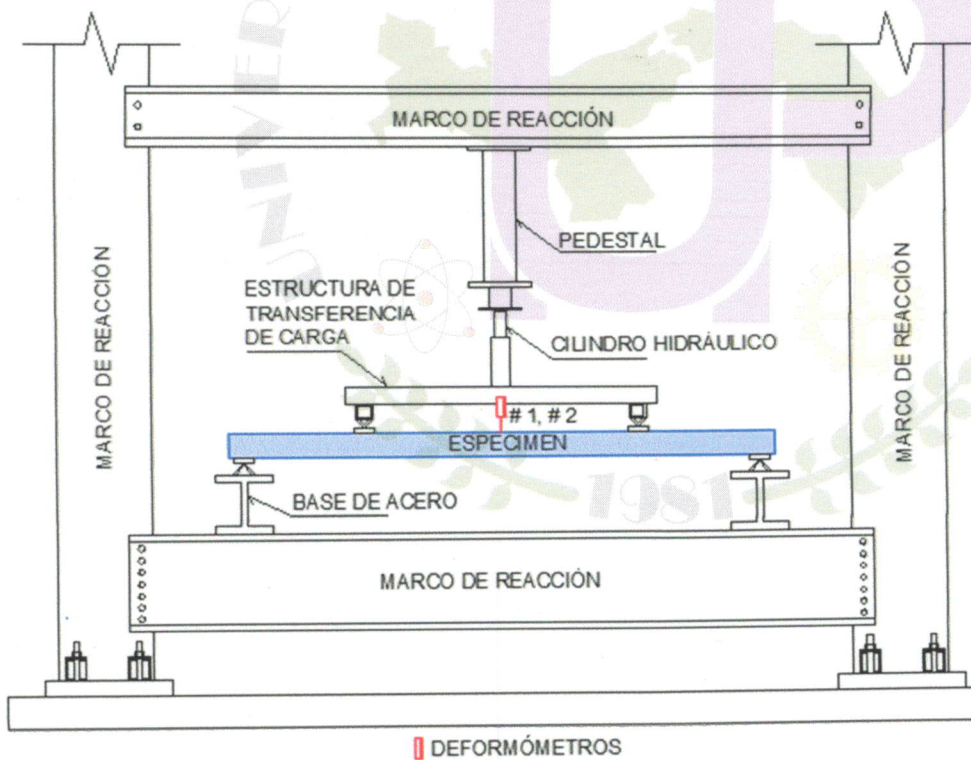 UNIVER
MARCO DE REACCIÓN
PEDESTAL
MARCO DE REACCIÓN
MARCO DE REACCIÓN
ESTRUCTURA DE
TRANSFERENCIA
DE CARGA
CILINDRO HIDRÁULICO
# 1, # 2
ESPECIMEN
BASE DE ACERO
1981
MARCO DE REACCIÓN
DEFORMÓMETROS